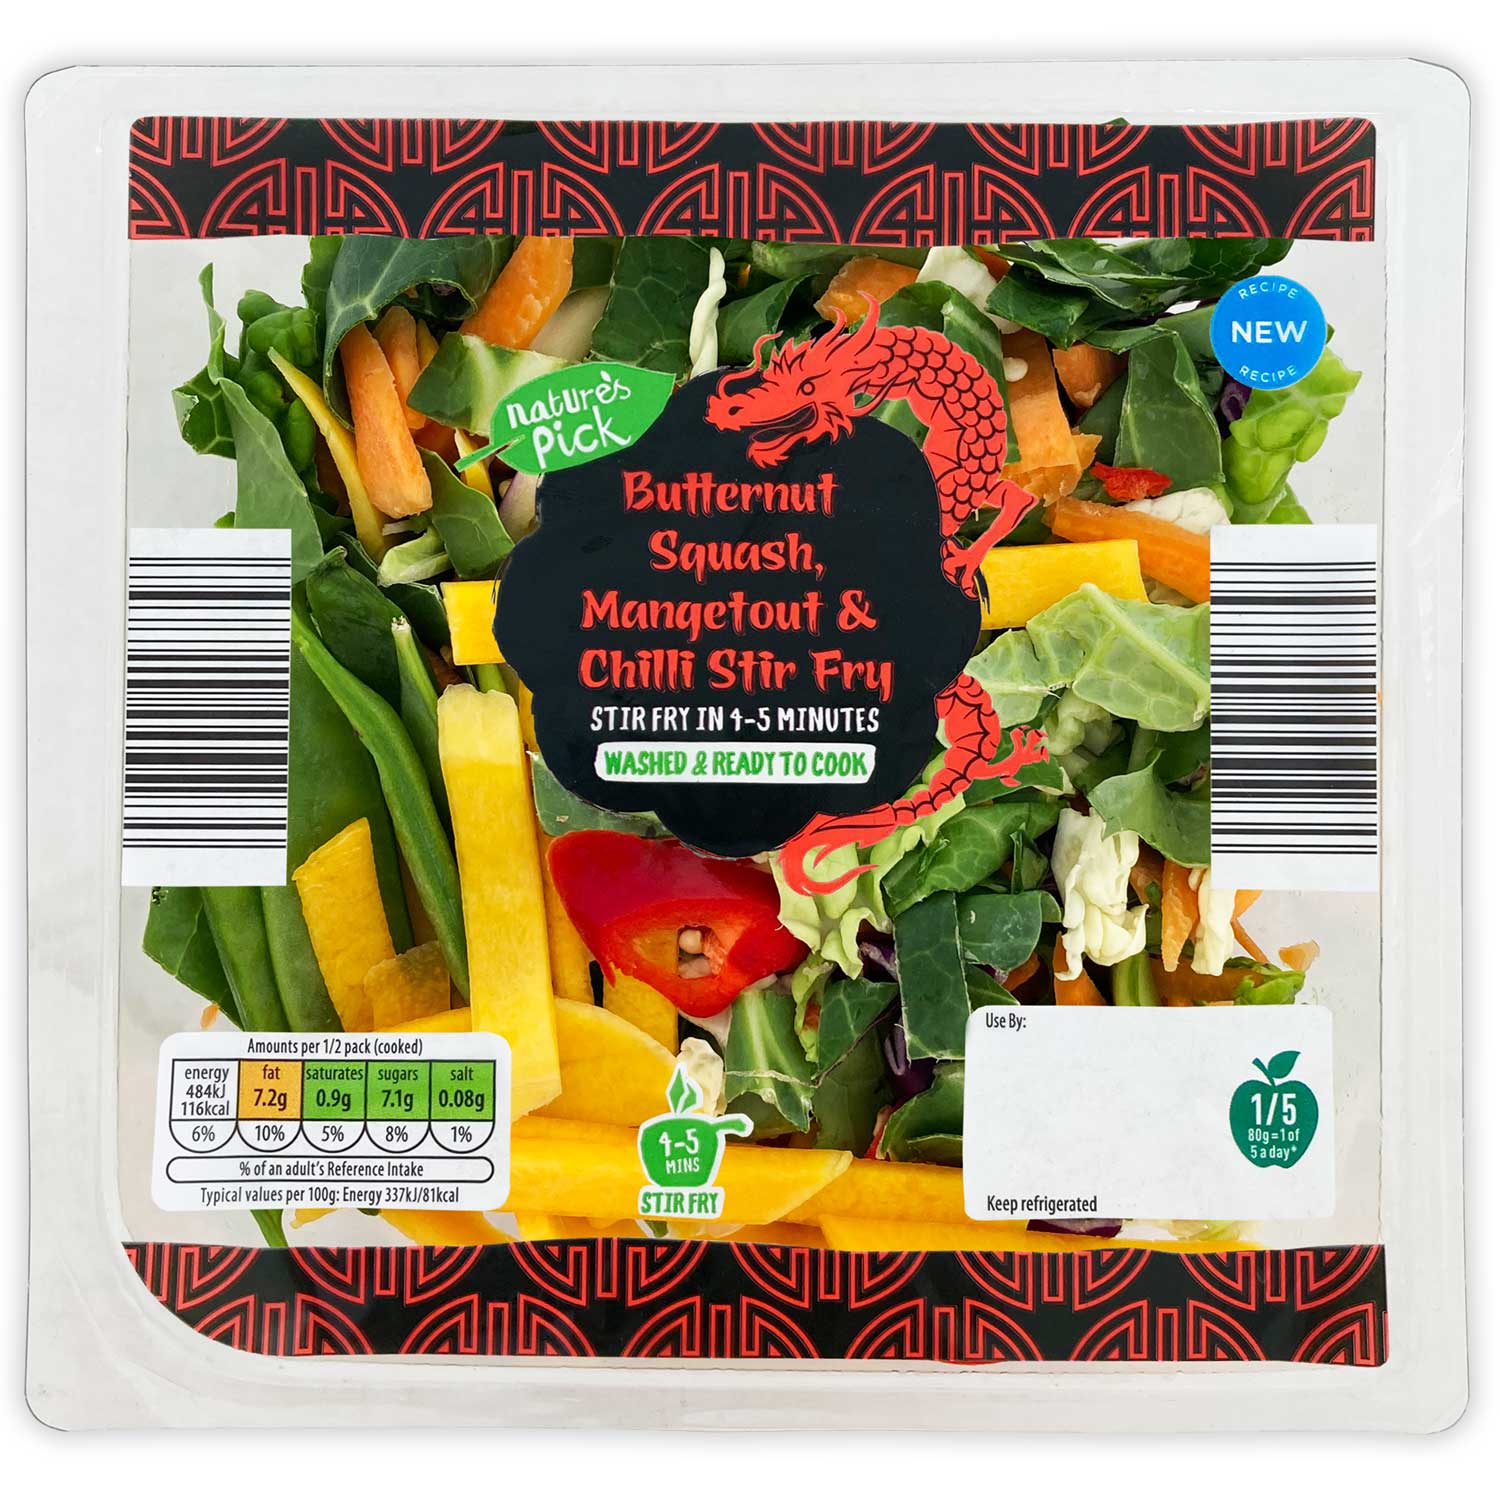 RECIPE
NEW
RECIPE
nature's
pick
Butternut
Squash,
Mangetout &
Chilli Stir Fry
STIR FRY IN 4-5 MINUTES
WASHED & READY TO COOK
Amounts per 1/2 pack (cooked)
energy fat saturates sugars salt
484kJ 7.2g 0.9g 7.1g 0.08g
116kcal
6% 10% 5% 8% 1%
% of an adult's Reference Intake
Typical values per 100g: Energy 337kJ/81kcal
4-5
MINS
STIR FRY
Use By:
1/5
80g=1 of
5 a day*
Keep refrigerated